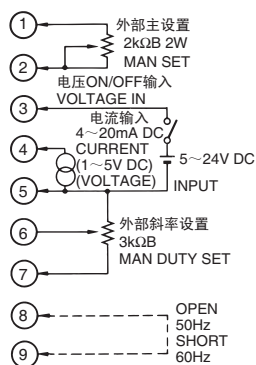 1
外部主设置
2kΩB 2W
2
MAN SET
电压ON/OFF输入
3
VOLTAGE IN
电流输入
4～20mA DC
4
CURRENT
(1～5V DC)
5～24V DC
(VOLTAGE)
5
INPUT
外部斜率设置
6
3kΩB
MAN DUTY SET
7
8
OPEN
50Hz
SHORT
9
60Hz